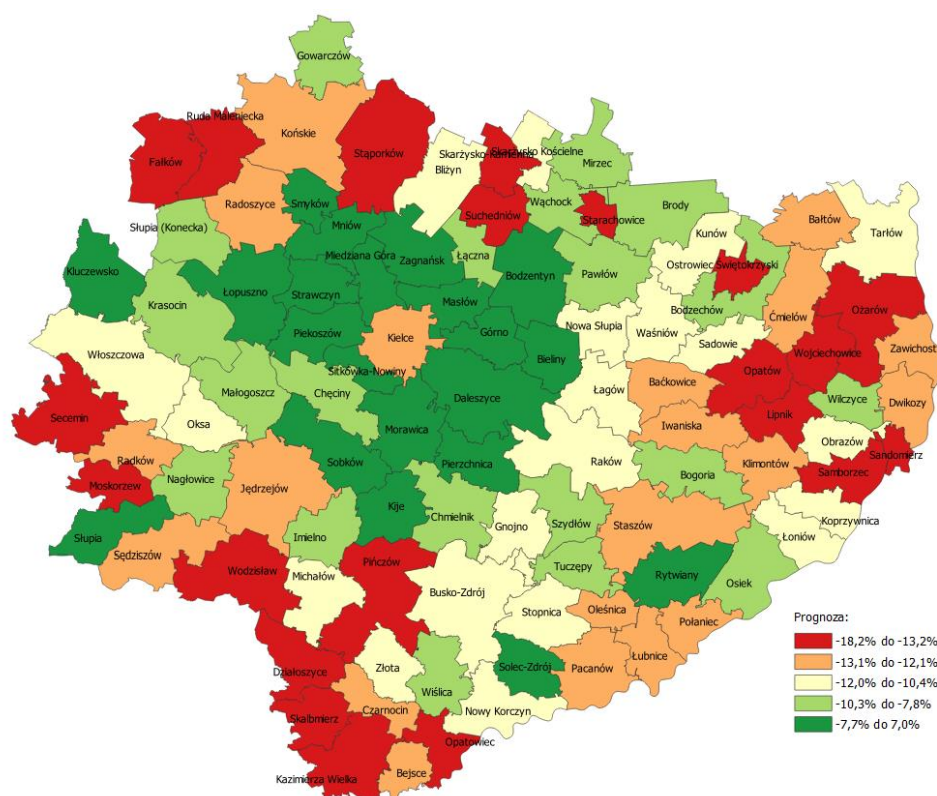 Gowarczów
Ruda Maleniecka
Końskie
Fałków
Stąporków
Skarżysko-Kamienna
Skarżysko Kościelne
Bliżyn
Mirzec
Radoszyce
Smyków
Suchedniów
Wąchock
Starachowice
Brody
Bałtów
Tarłów
Słupia (Konecka)
Mniów
Miedziana Góra
Zagnańsk
Łączna
Bodzentyn
Pawłów
Kunów
Ostrowiec Świętokrzyski
Kluczewsko
Krasocin
Łopuszno
Strawczyn
Masłów
Bodzechów
Ćmielów
Ożarów
Piekoszów
Kielce
Górno
Nowa Słupia
Waśniów
Sadowie
Wojciechowice
Zawichost
Włoszczowa
Sitkówka-Nowiny
Bieliny
Opatów
Małogoszcz
Chęciny
Daleszyce
Łagów
Baćkowice
Lipnik
Wilczyce
Dwikozy
Secemin
Oksa
Morawica
Iwaniska
Obrazów
Sandomierz
Radków
Sobków
Pierzchnica
Raków
Klimontów
Samborzec
Moskorzew
Nagłowice
Jędrzejów
Bogoria
Kije
Chmielnik
Gnojno
Szydłów
Staszów
Koprzywnica
Słupia
Sędziszów
Imielno
Łoniów
Wodzisław
Michałów
Pińczów
Tuczępy
Rytwiany
Osiek
Busko-Zdrój
Stopnica
Oleśnica
Połaniec
Działoszyce
Złota
Solec-Zdrój
Pacanów
Łubnice
Wiślica
Skalbmierz
Czarnocin
Nowy Korczyn
Opatowiec
Kazimierza Wielka
Bejsce
Prognoza:
-18,2% do -13,2%
-13,1% do -12,1%
-12,0% do -10,4%
-10,3% do -7,8%
-7,7% do 7,0%